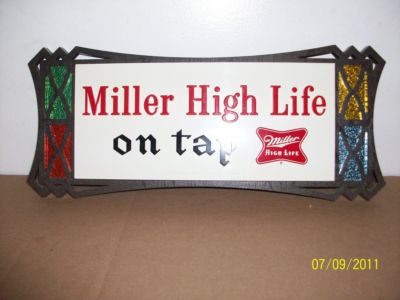 Miller High Life
on tap
Miller
HIGH LIFE
07/09/2011